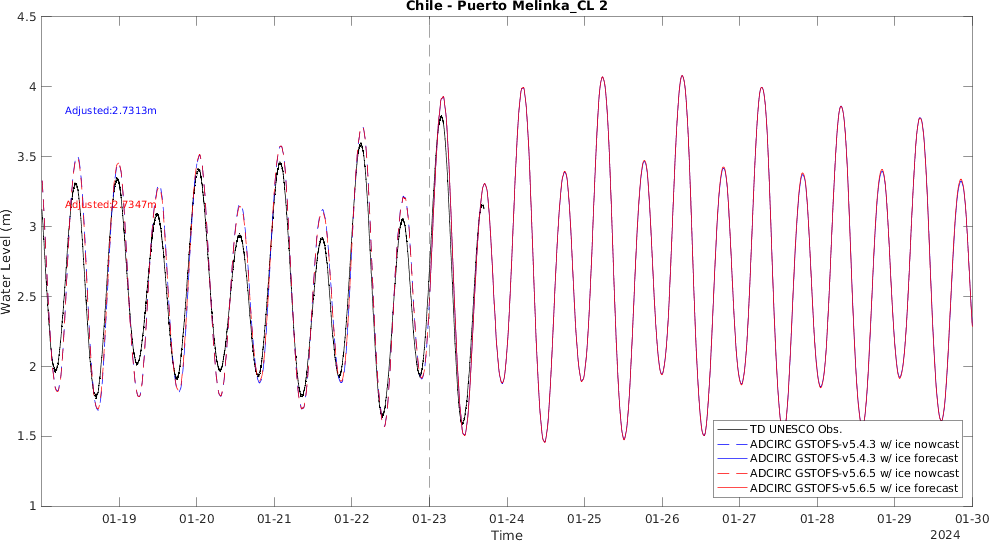 Chile - Puerto Melinka_CL 2
4.5
4
3.5
3
2.5
2
1.5
1
Water Level (m)
Adjusted:2.7313m
Adjusted:2.7347m
TD UNESCO Obs.
ADCIRC GSTOFS-v5.4.3 w/ ice nowcast
ADCIRC GSTOFS-v5.4.3 w/ ice forecast
ADCIRC GSTOFS-v5.6.5 w/ ice nowcast
ADCIRC GSTOFS-v5.6.5 w/ ice forecast
01-19 01-20 01-21 01-22 01-23 01-24 01-25 01-26 01-27 01-28 01-29 01-30
Time
2024